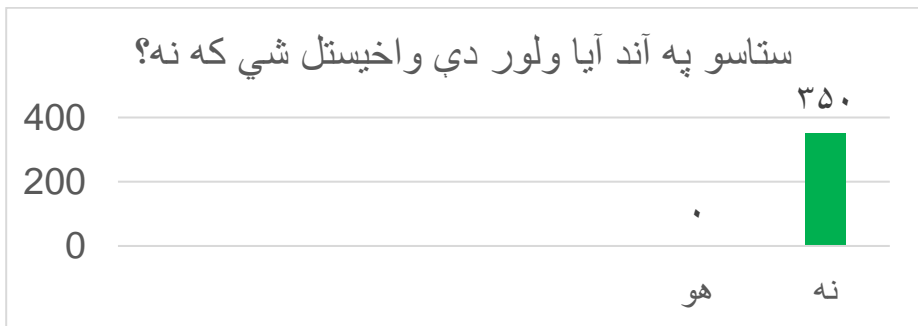 ستاسو په آند آیا ولور دې واخیستل شي که نه؟
۳۵۰
400
200
۰
0
هو
نه